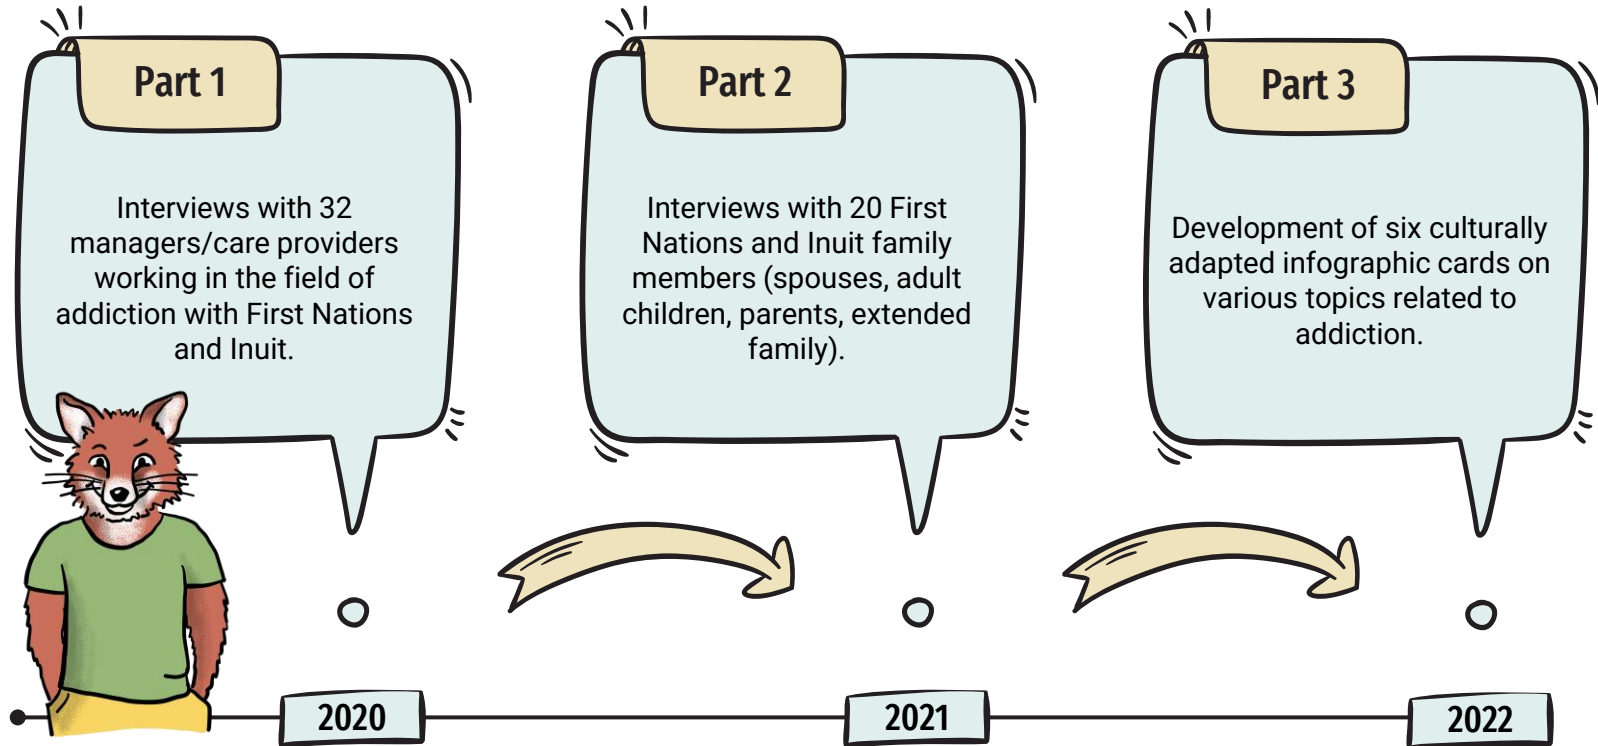 Part 1
Interviews with 32
managers/care providers
working in the field of
addiction with First Nations
and Inuit.
Part 2
Interviews with 20 First
Nations and Inuit family
members (spouses, adult
children, parents, extended
family).
Part 3
Development of six culturally
adapted infographic cards on
various topics related to
addiction.
2020
2021
2022